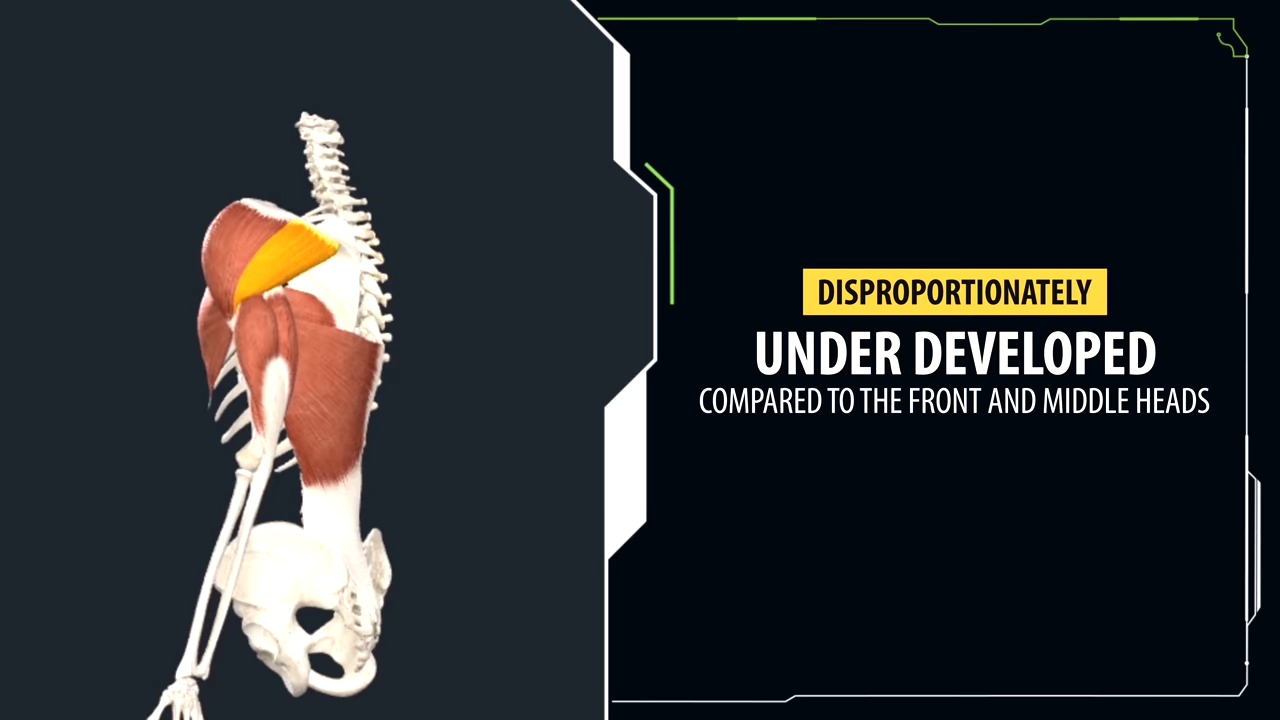 DISPROPORTIONATELY
UNDER DEVELOPED
COMPARED TO THE FRONT AND MIDDLE HEADS